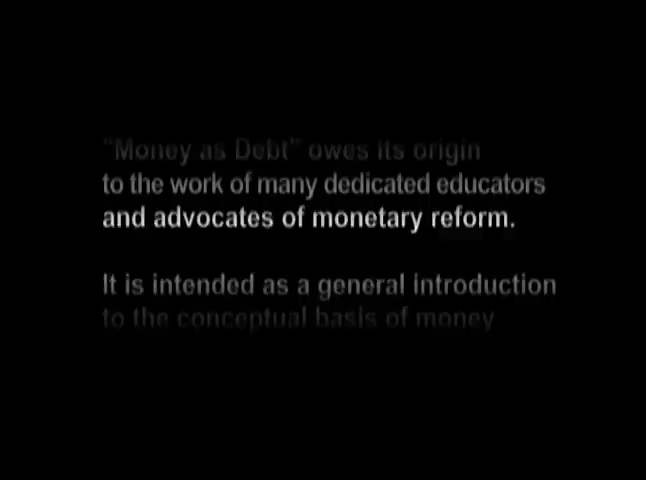 "Money as Debt" owes its origin
to the work of many dedicated educators
and advocates of monetary reform.
It is intended as a general introduction
to the conceptual basis of money